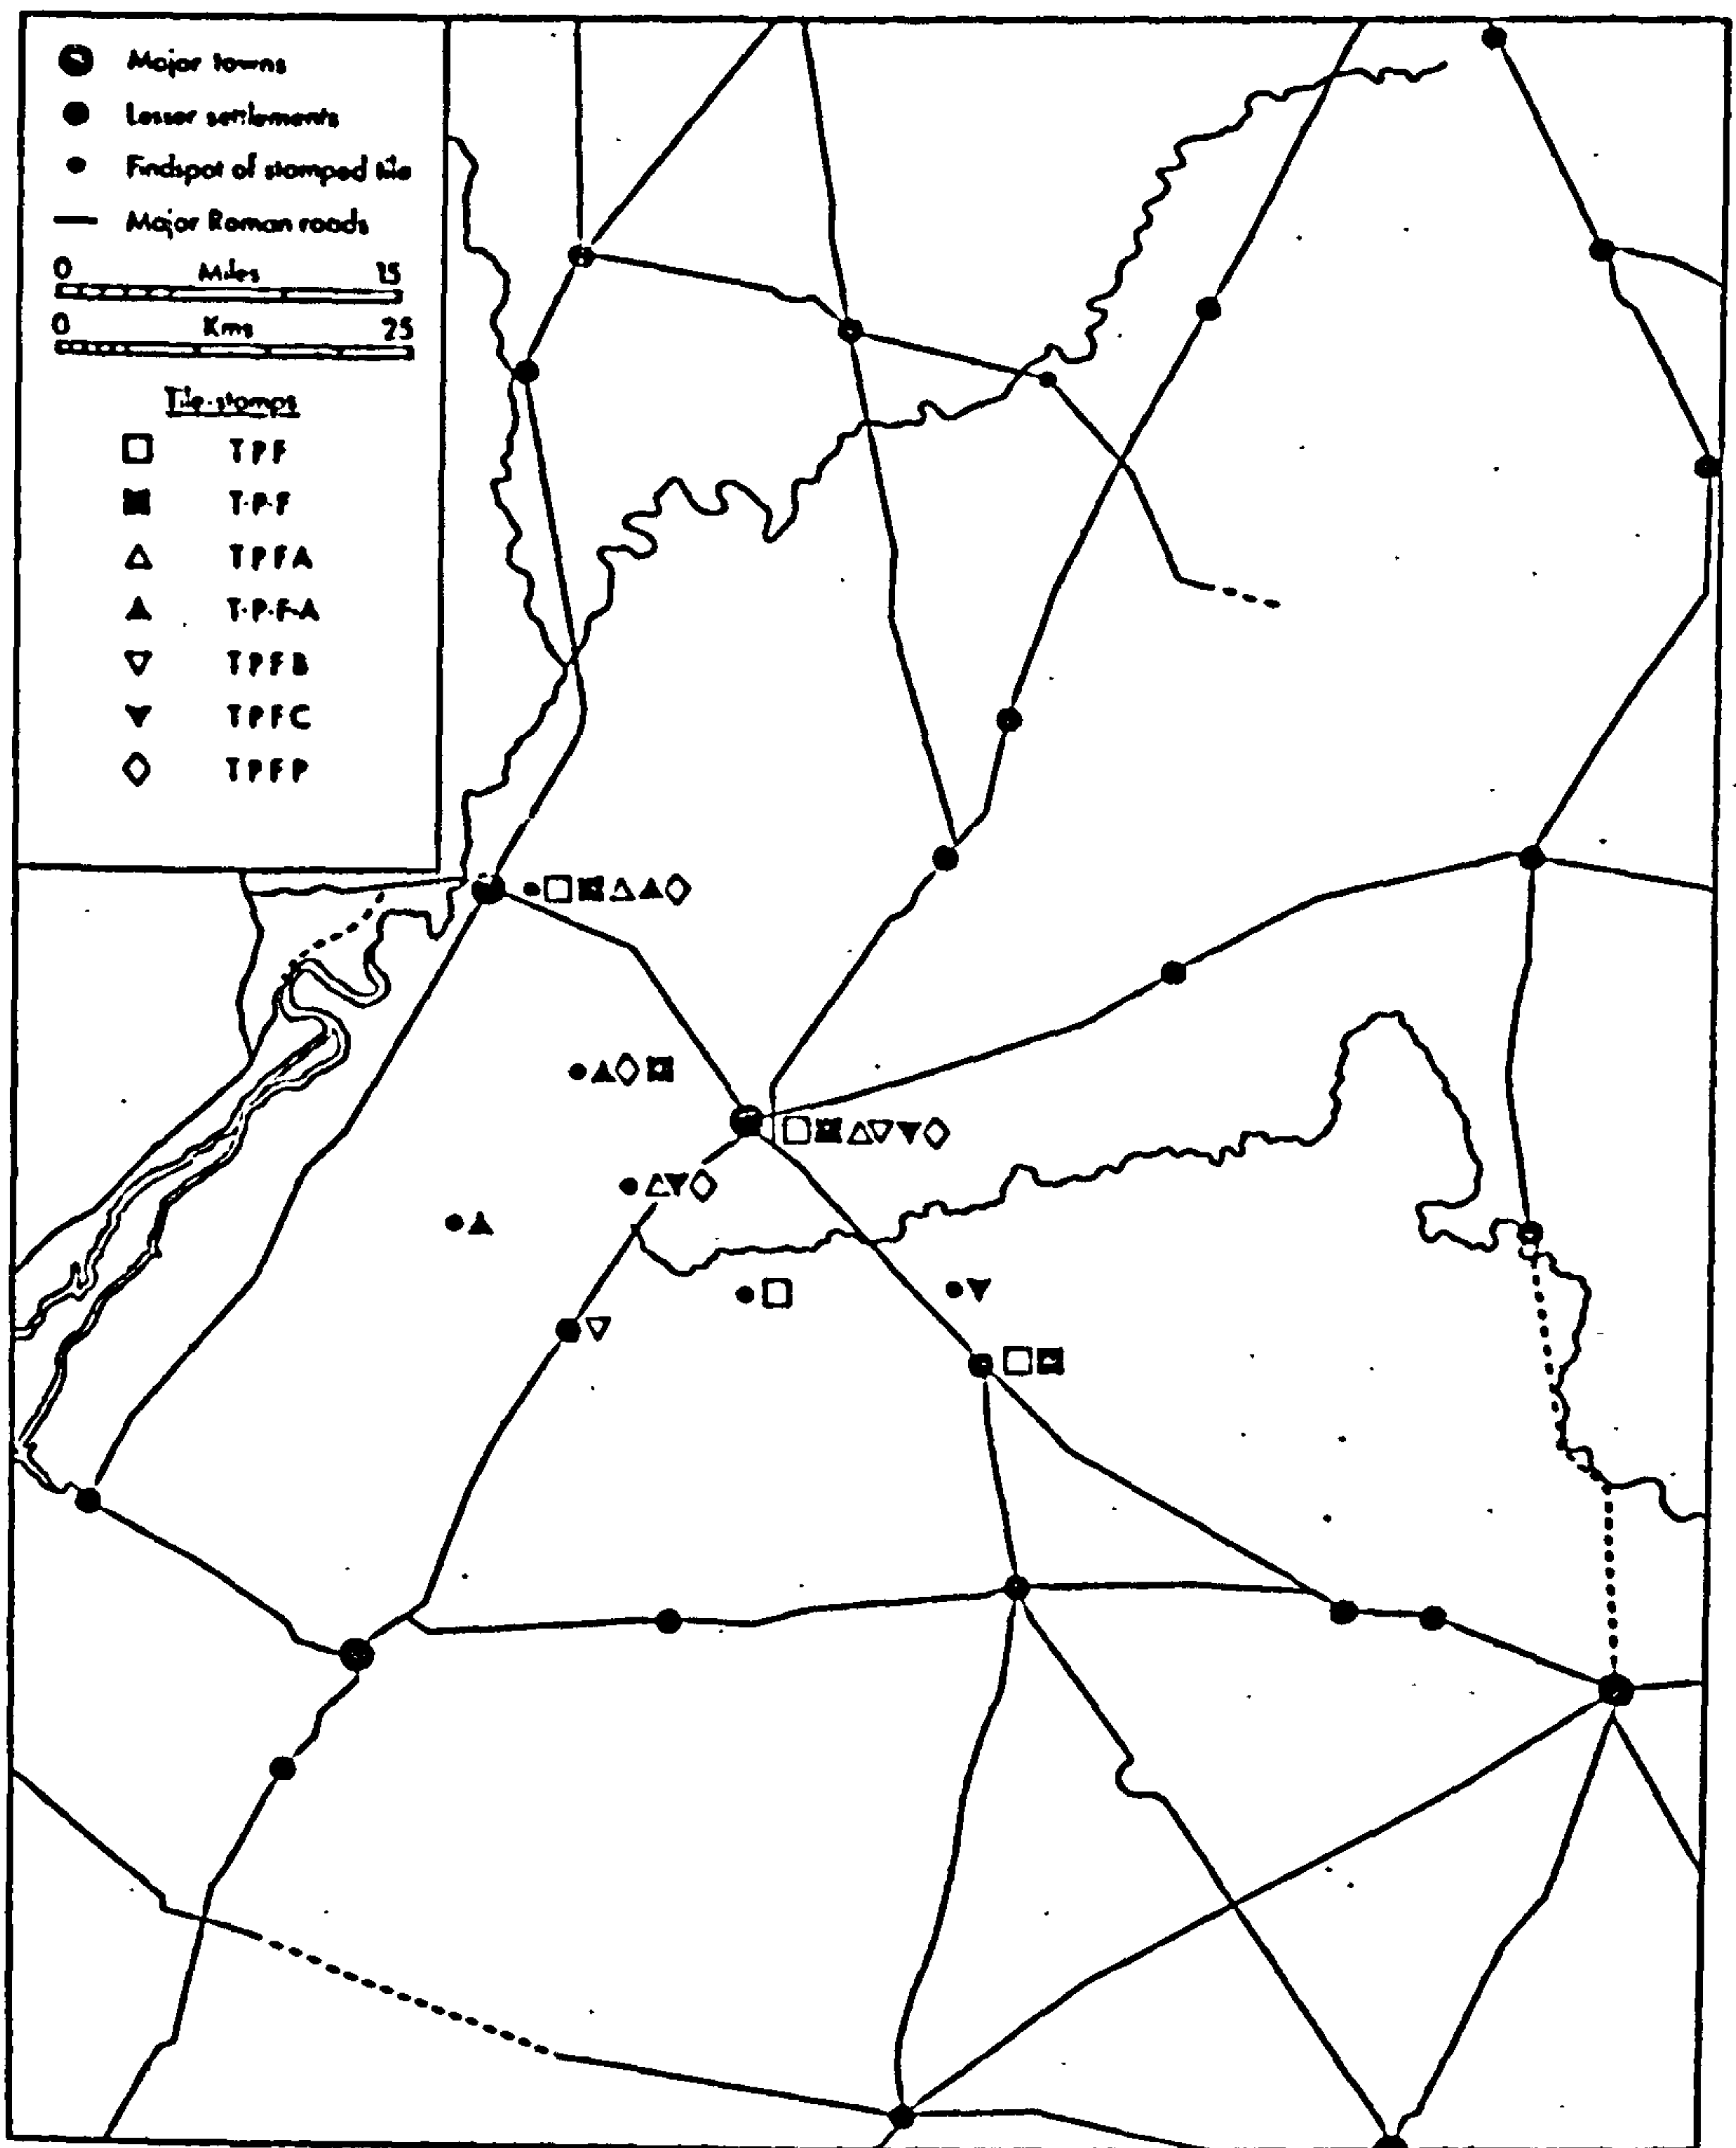 Major towns
Lesser settlements
Findspot of stamped tile
Major Roman roads
0 Miles 15
0 Kms 25
Tile-stamps
TPF
T·P·F
TPFA
T·P·F·A
TPFB
TPFC
TPFP